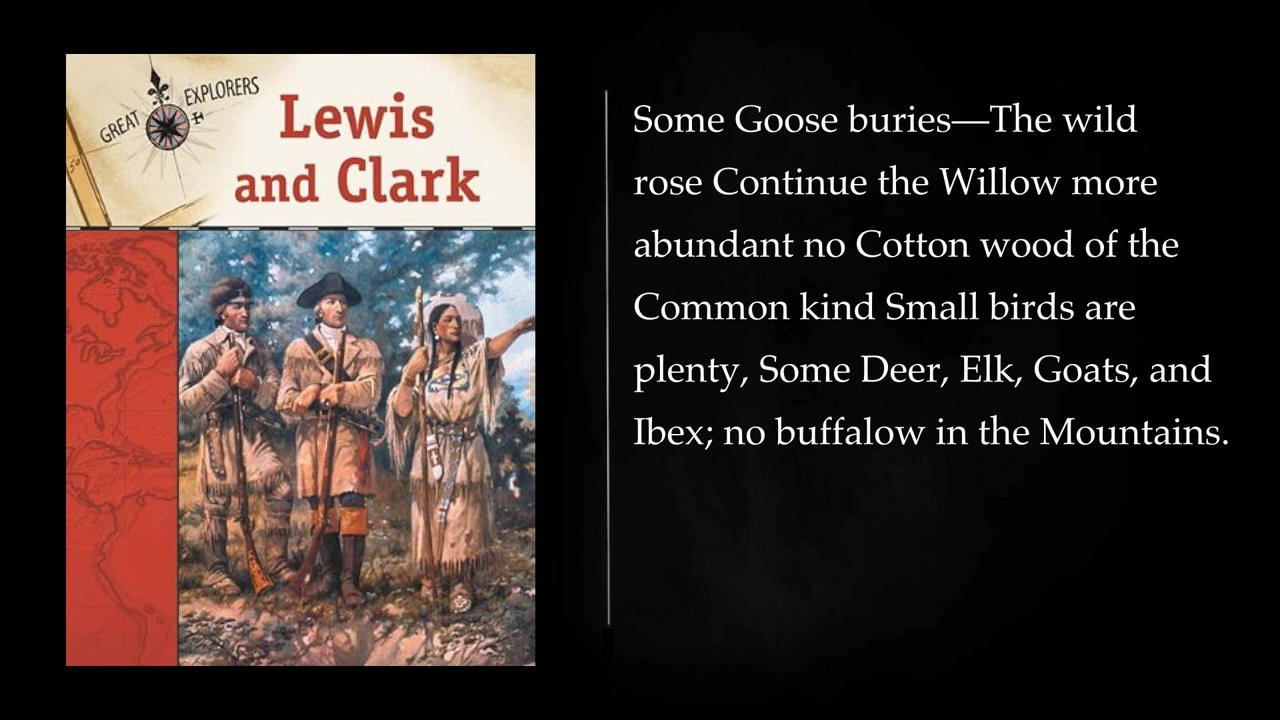 GREAT EXPLORERS
Lewis
and Clark
50
Some Goose buries—The wild
rose Continue the Willow more
abundant no Cotton wood of the
Common kind Small birds are
plenty, Some Deer, Elk, Goats, and
Ibex; no buffalow in the Mountains.